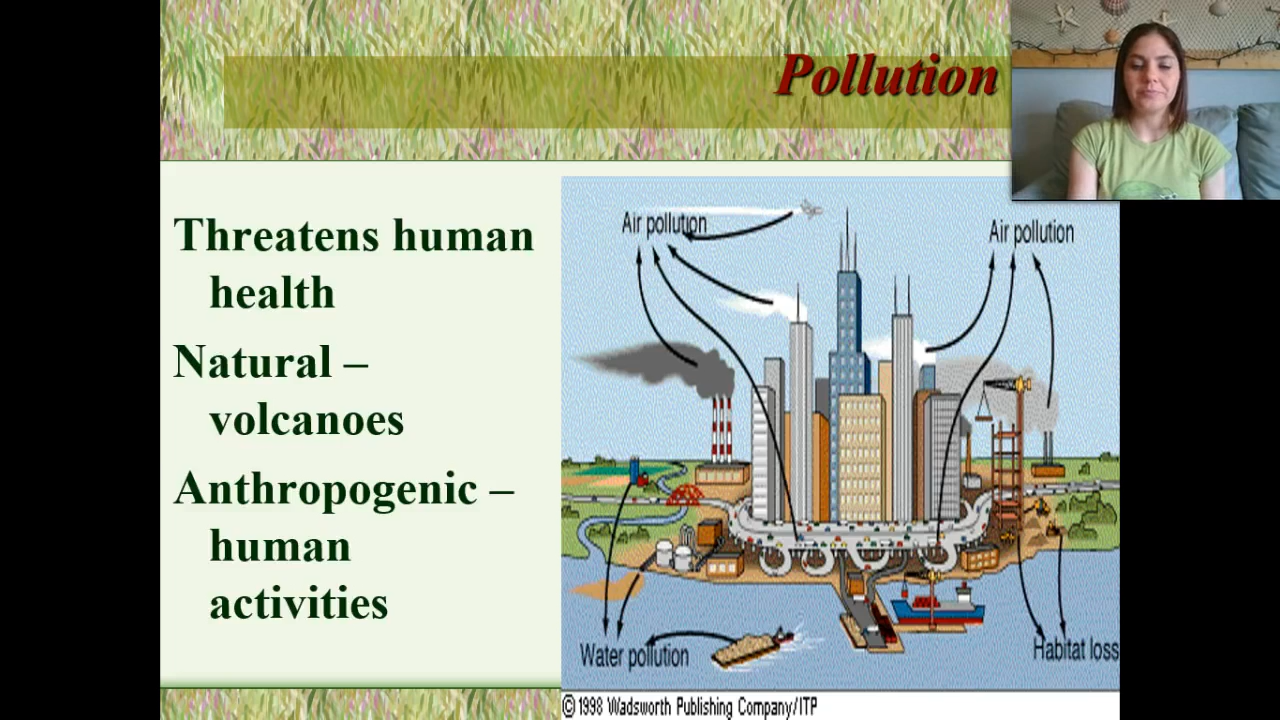 Pollution
Threatens human
health
Natural –
volcanoes
Anthropogenic –
human
activities
Air pollution
Air pollution
Water pollution
Habitat loss
©1998 Wadsworth Publishing Company/ITP